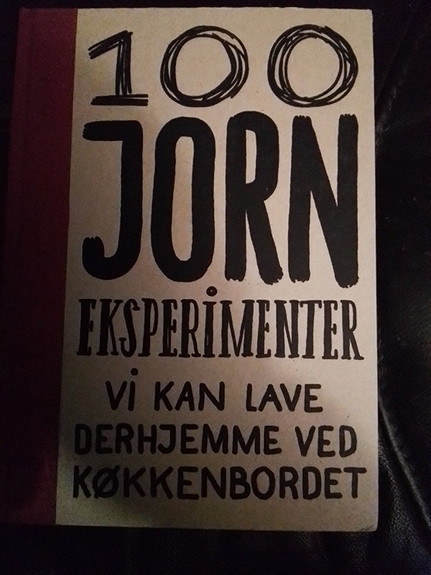 100
JORN
EKSPERIMENTER
Vi KAN LAVE
DERHJEMME VED
KØKKENBORDET